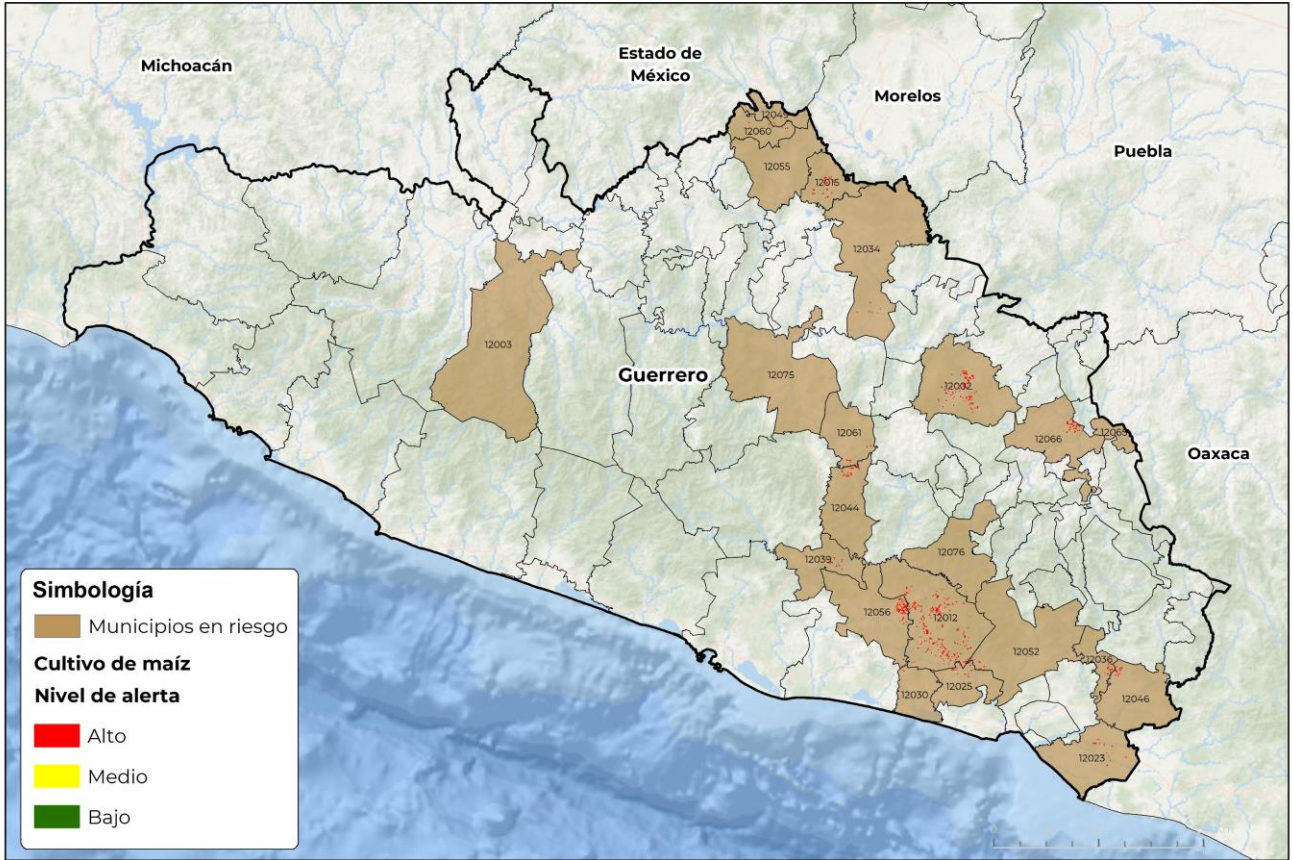 Michoacán
Estado de
México
Morelos
Puebla
Oaxaca
Guerrero
12060
12055
12015
12034
12003
12075
12002
12061
12066
12044
12039
12076
12056
12012
12052
12036
12030
12025
12046
12023
Simbología
Municipios en riesgo
Cultivo de maíz
Nivel de alerta
Alto
Medio
Bajo